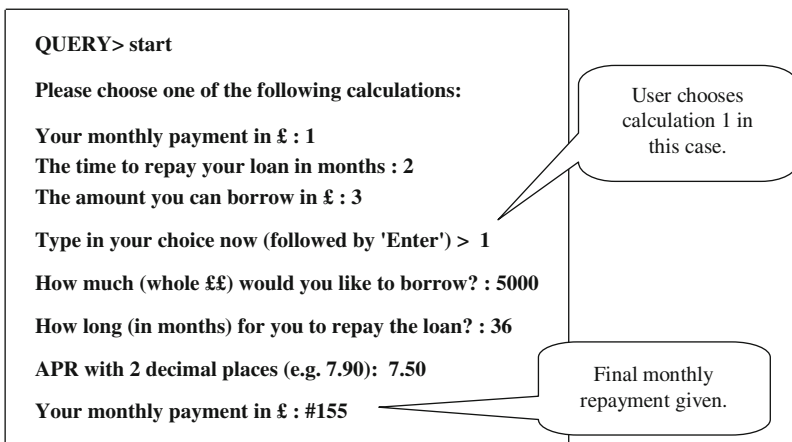 QUERY> start
Please choose one of the following calculations:
Your monthly payment in £ : 1
The time to repay your loan in months : 2
The amount you can borrow in £ : 3
Type in your choice now (followed by 'Enter') > 1
How much (whole ££) would you like to borrow? : 5000
How long (in months) for you to repay the loan? : 36
APR with 2 decimal places (e.g. 7.90): 7.50
Your monthly payment in £ : #155
User chooses
calculation 1 in
this case.
Final monthly
repayment given.